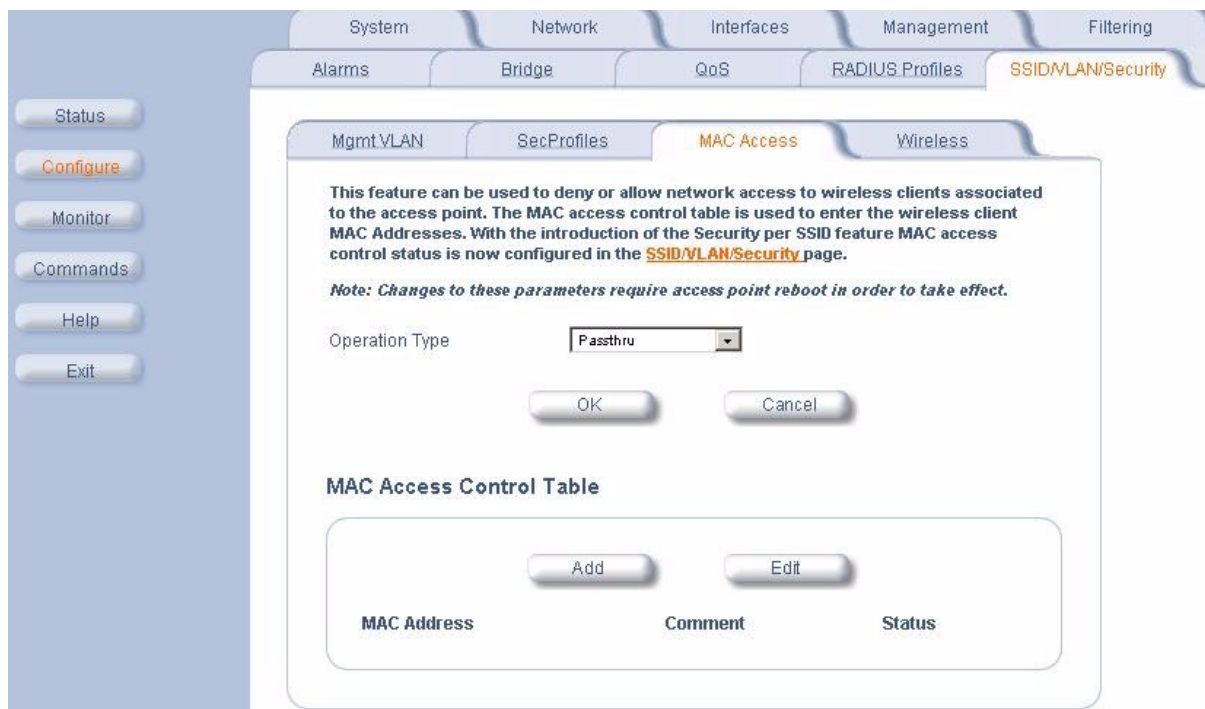 System Network Interfaces Management Filtering
Alarms Bridge QoS RADIUS Profiles SSID/VLAN/Security
Status
Configure
Monitor
Commands
Help
Exit
Mgmt VLAN SecProfiles MAC Access Wireless
This feature can be used to deny or allow network access to wireless clients associated
to the access point. The MAC access control table is used to enter the wireless client
MAC Addresses. With the introduction of the Security per SSID feature MAC access
control status is now configured in the SSID/VLAN/Security page.
Note: Changes to these parameters require access point reboot in order to take effect.
Operation Type Passthru
OK Cancel
MAC Access Control Table
Add Edit
MAC Address Comment Status